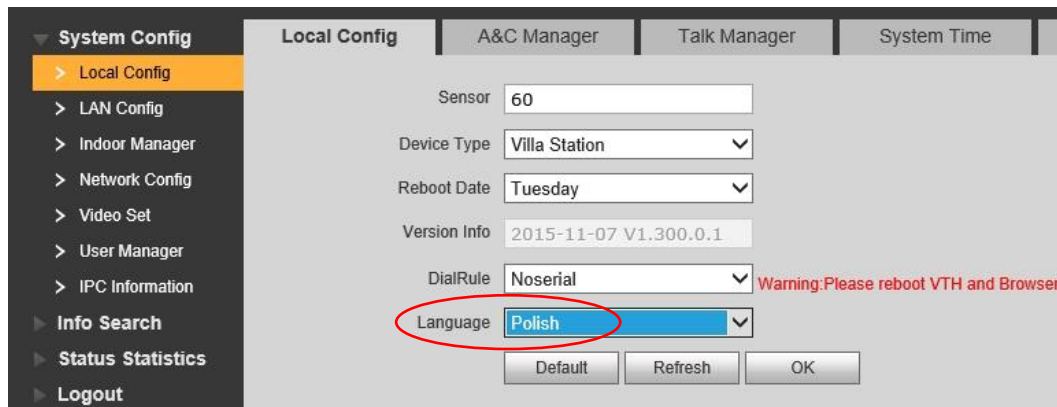 System Config
Local Config
LAN Config
Indoor Manager
Network Config
Video Set
User Manager
IPC Information
Info Search
Status Statistics
Logout
Local Config A&C Manager Talk Manager System Time
Sensor 60
Device Type Villa Station
Reboot Date Tuesday
Version Info 2015-11-07 V1.300.0.1
DialRule Noserial Warning:Please reboot VTH and Browser
Language Polish
Default Refresh OK